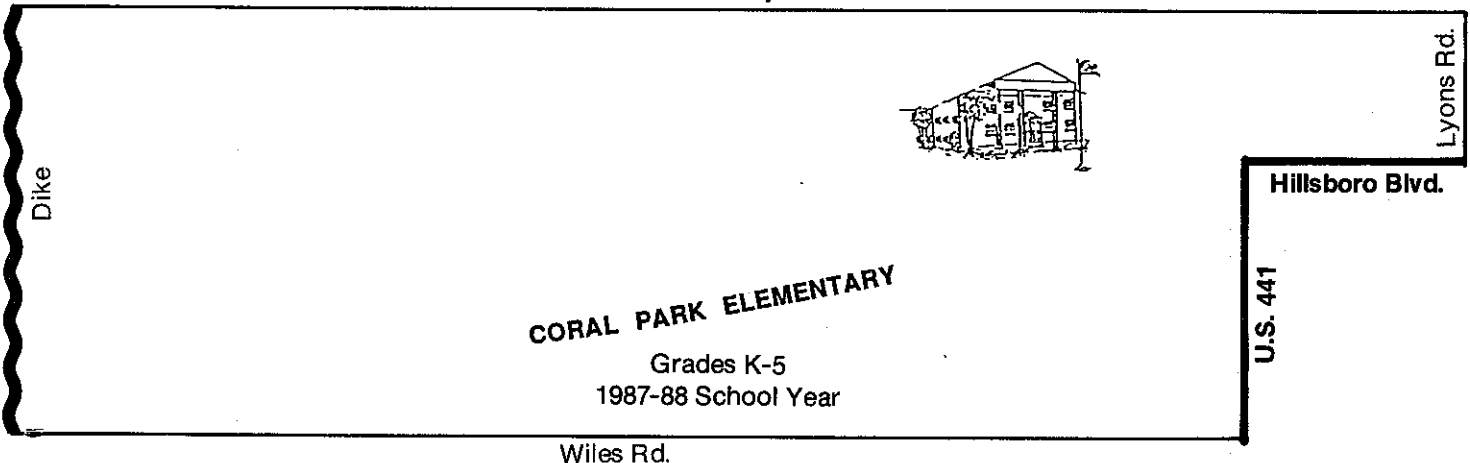 Lyons Rd.
Dike
Hillsboro Blvd.
U.S. 441
CORAL PARK ELEMENTARY
Grades K-5
1987-88 School Year
Wiles Rd.